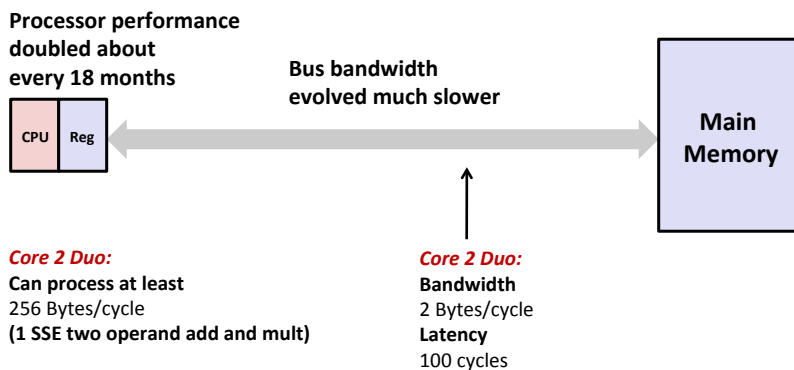 Processor performance
doubled about
every 18 months
Bus bandwidth
evolved much slower
CPU
Reg
Main
Memory
Core 2 Duo:
Can process at least
256 Bytes/cycle
(1 SSE two operand add and mult)
Core 2 Duo:
Bandwidth
2 Bytes/cycle
Latency
100 cycles